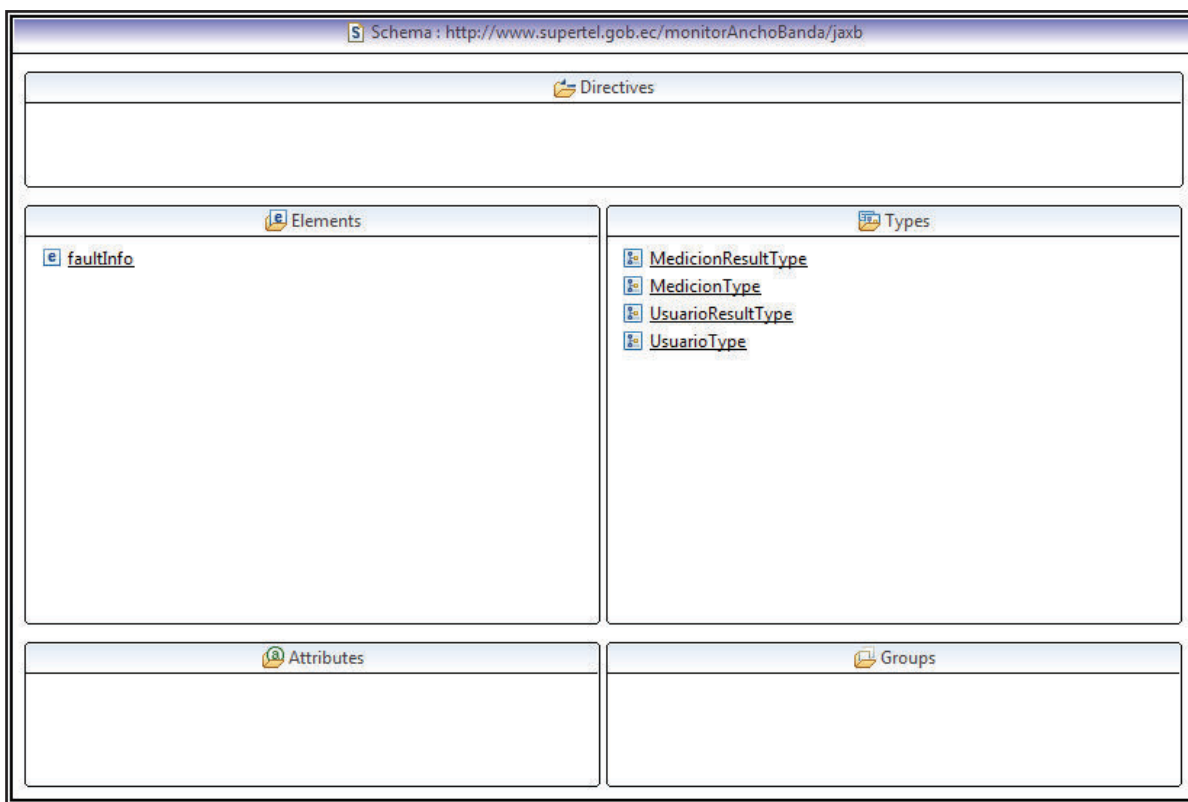 S Schema : http://www.supertel.gob.ec/monitorAnchoBanda/jaxb
Directives
e Elements
e faultInfo
Types
MedicionResultType
MedicionType
UsuarioResultType
UsuarioType
a Attributes
Groups